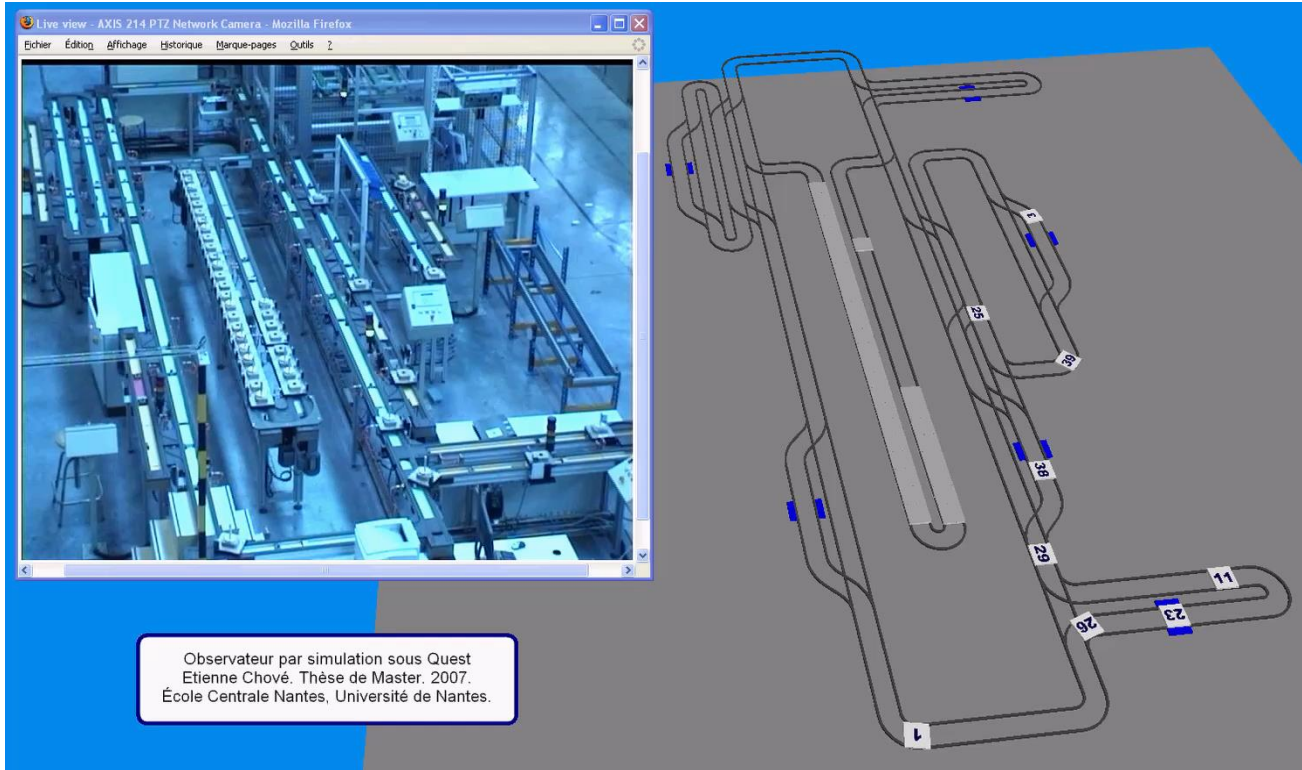 Live view - AXIS 214 PTZ Network Camera - Mozilla Firefox
Fichier Édition Affichage Historique Marque-pages Outils ?
3
25
39
38
29
11
23
26
1
Observateur par simulation sous Quest
Etienne Chové. Thèse de Master. 2007.
École Centrale Nantes, Université de Nantes.